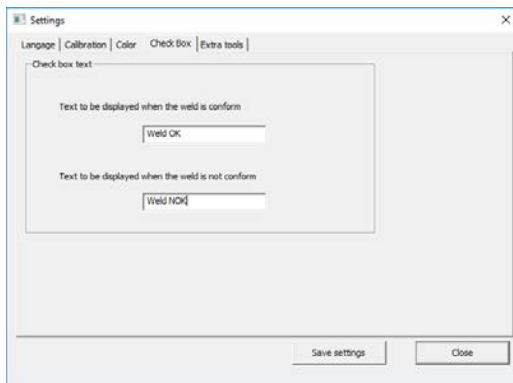 Settings
Langage Calibration Color Check Box Extra tools
Check box text
Text to be displayed when the weld is conform
Weld OK
Text to be displayed when the weld is not conform
Weld NOK
Save settings Close